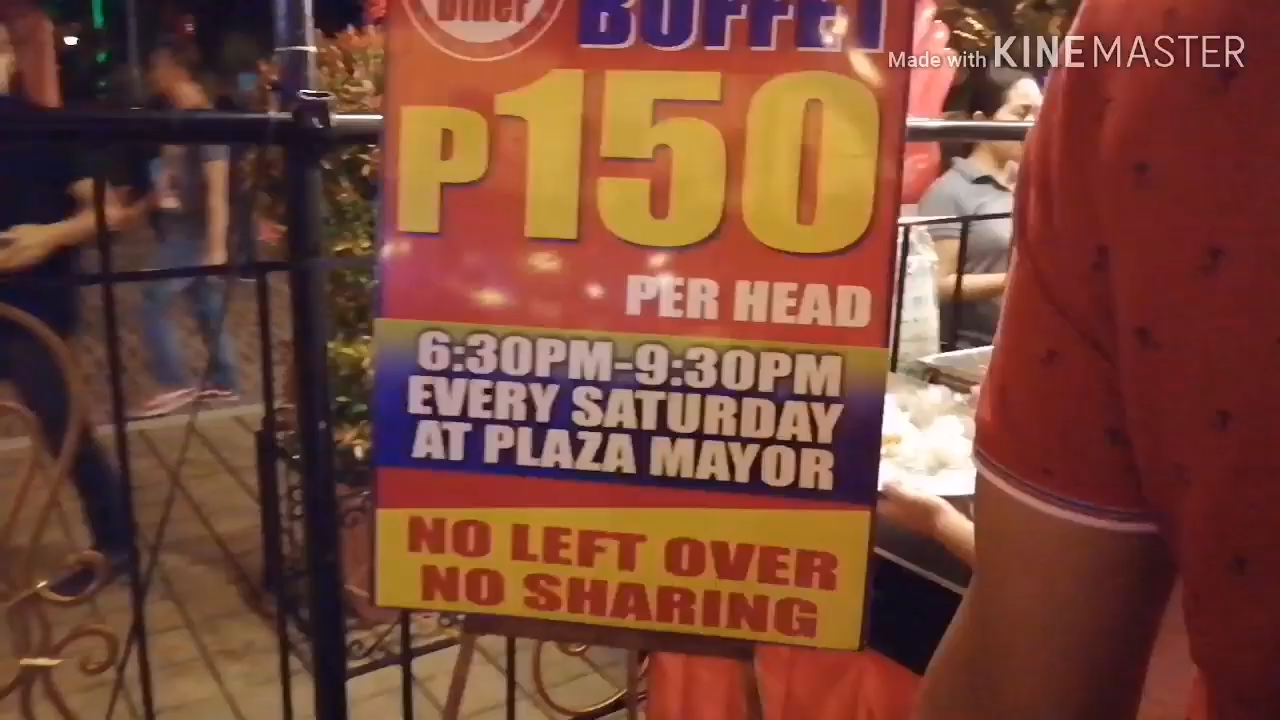 Diner
BUFFET
Made with KINEMASTER
P150
PER HEAD
6:30PM-9:30PM
EVERY SATURDAY
AT PLAZA MAYOR
NO LEFT OVER
NO SHARING